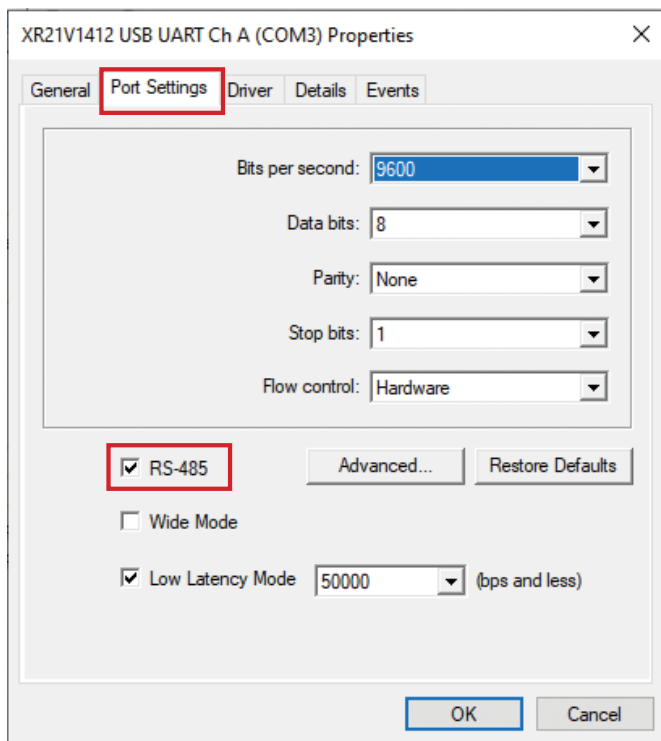 XR21V1412 USB UART Ch A (COM3) Properties
General Port Settings Driver Details Events
Bits per second: 9600
Data bits: 8
Parity: None
Stop bits: 1
Flow control: Hardware
RS-485 Advanced... Restore Defaults
Wide Mode
Low Latency Mode 50000 (bps and less)
OK Cancel